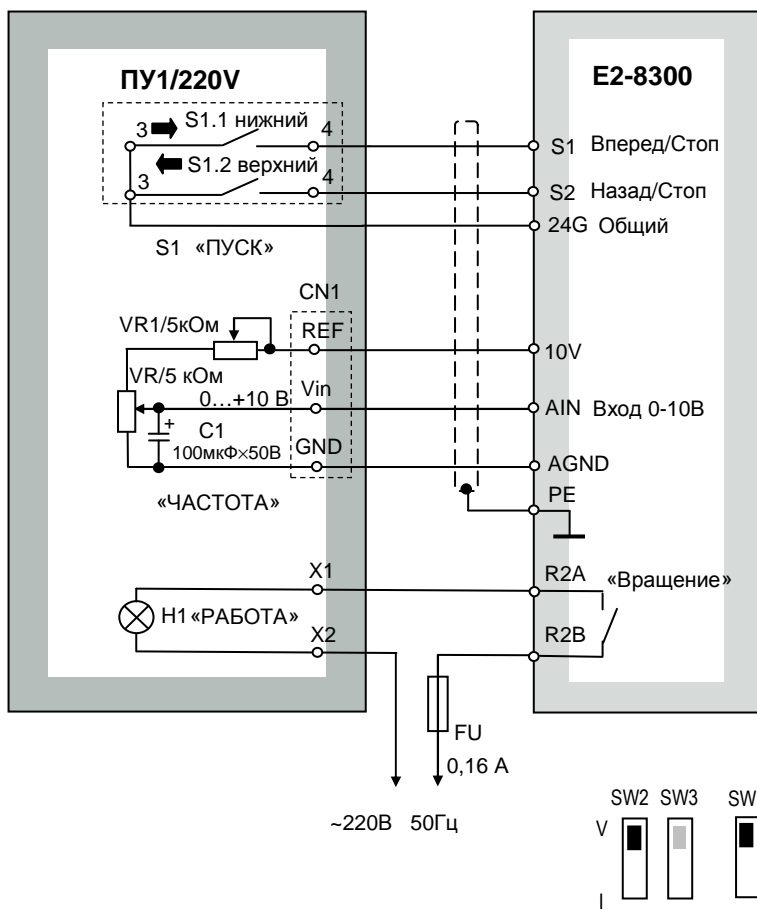 ПУ1/220V
E2-8300
3
S1.1 нижний
4
S1 Вперед/Стоп
S1.2 верхний
3
4
S2 Назад/Стоп
24G Общий
S1 «ПУСК»
CN1
VR1/5кОм
REF
10V
VR/5 кОм
0…+10 В
Vin
AIN Вход 0-10В
+
C1
100мкФ×50В
GND
AGND
PE
«ЧАСТОТА»
X1
R2A
«Вращение»
H1 «РАБОТА»
X2
R2B
FU
0,16 А
~220В 50Гц
SW2 SW3 SW
V
I